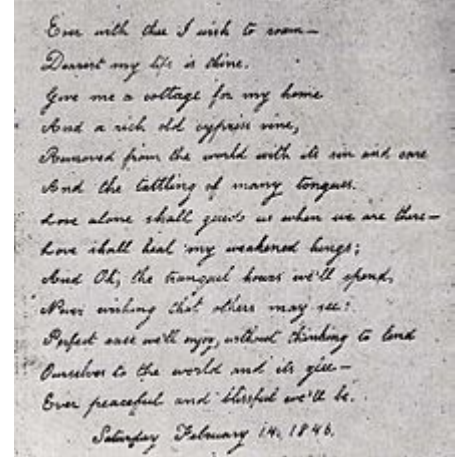 Ever with thee I wish to roam—
Dearest my life is thine.
Give me a cottage for my home
And a rich old cypress vine,
Removed from the world with its sin and care
And the tattling of many tongues.
Love alone shall guide us when we are there—
Love shall heal my weakened lungs;
And Oh, the tranquil hours we'll spend,
Never wishing that others may see!
Perfect ease we'll enjoy, without thinking to lend
Ourselves to the world and its glee—
Ever peaceful and blissful we'll be.
Saturday February 14. 1846.